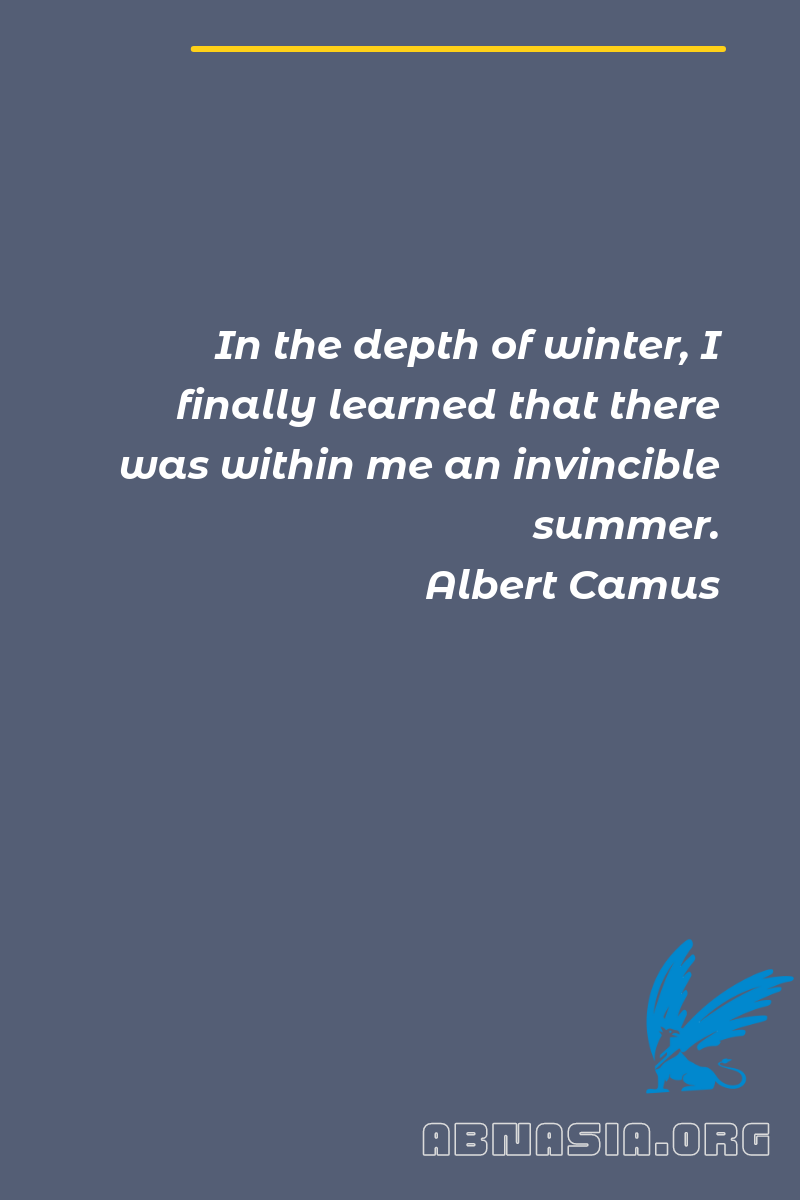 In the depth of winter, I
finally learned that there
was within me an invincible
summer.
Albert Camus
ABNASIA.ORG